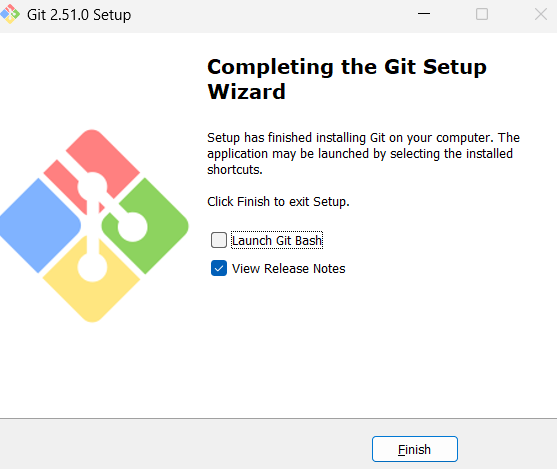 Git 2.51.0 Setup
Completing the Git Setup
Wizard
Setup has finished installing Git on your computer. The
application may be launched by selecting the installed
shortcuts.
Click Finish to exit Setup.
Launch Git Bash
View Release Notes
Finish